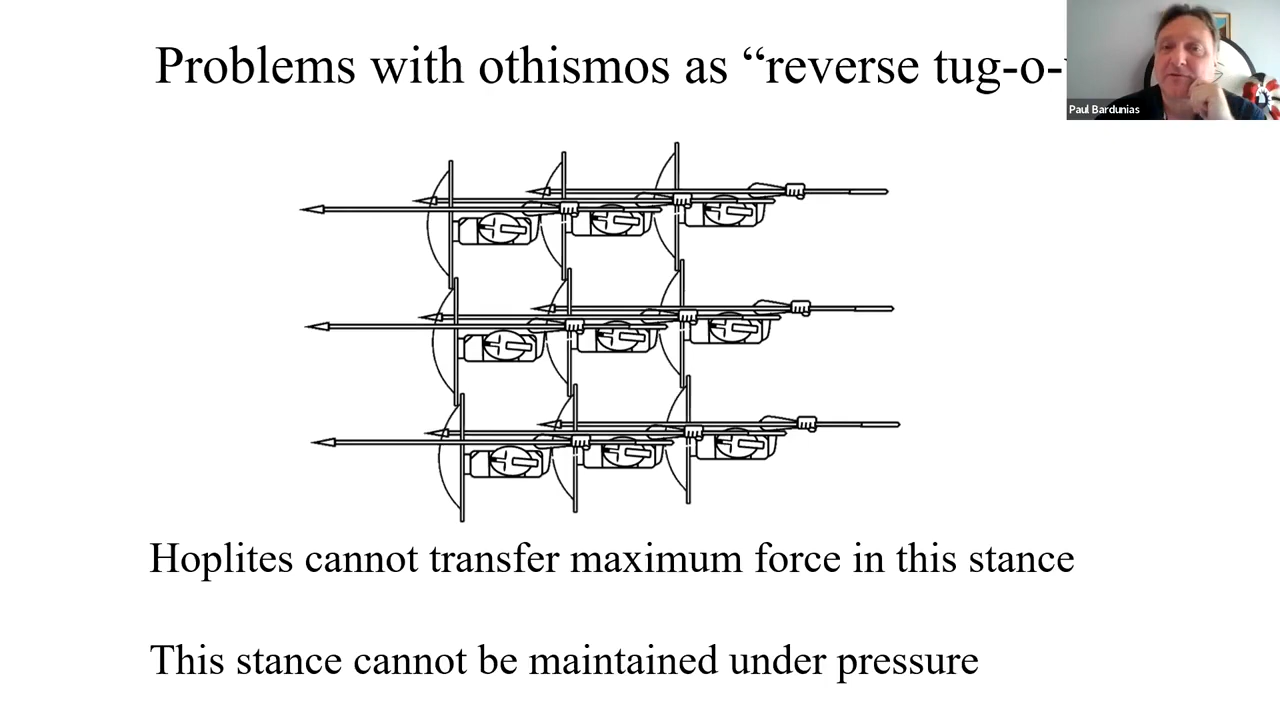 Problems with othismos as “reverse tug-o-
Paul Bardunias
Hoplites cannot transfer maximum force in this stance
This stance cannot be maintained under pressure